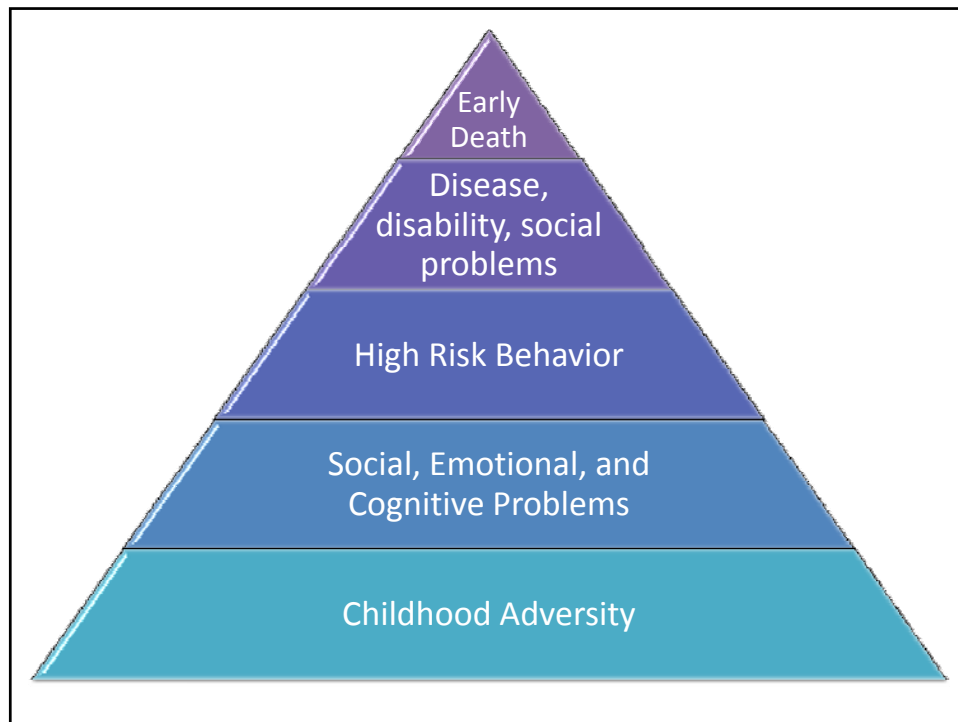 Early
Death
Disease,
disability, social
problems
High Risk Behavior
Social, Emotional, and
Cognitive Problems
Childhood Adversity